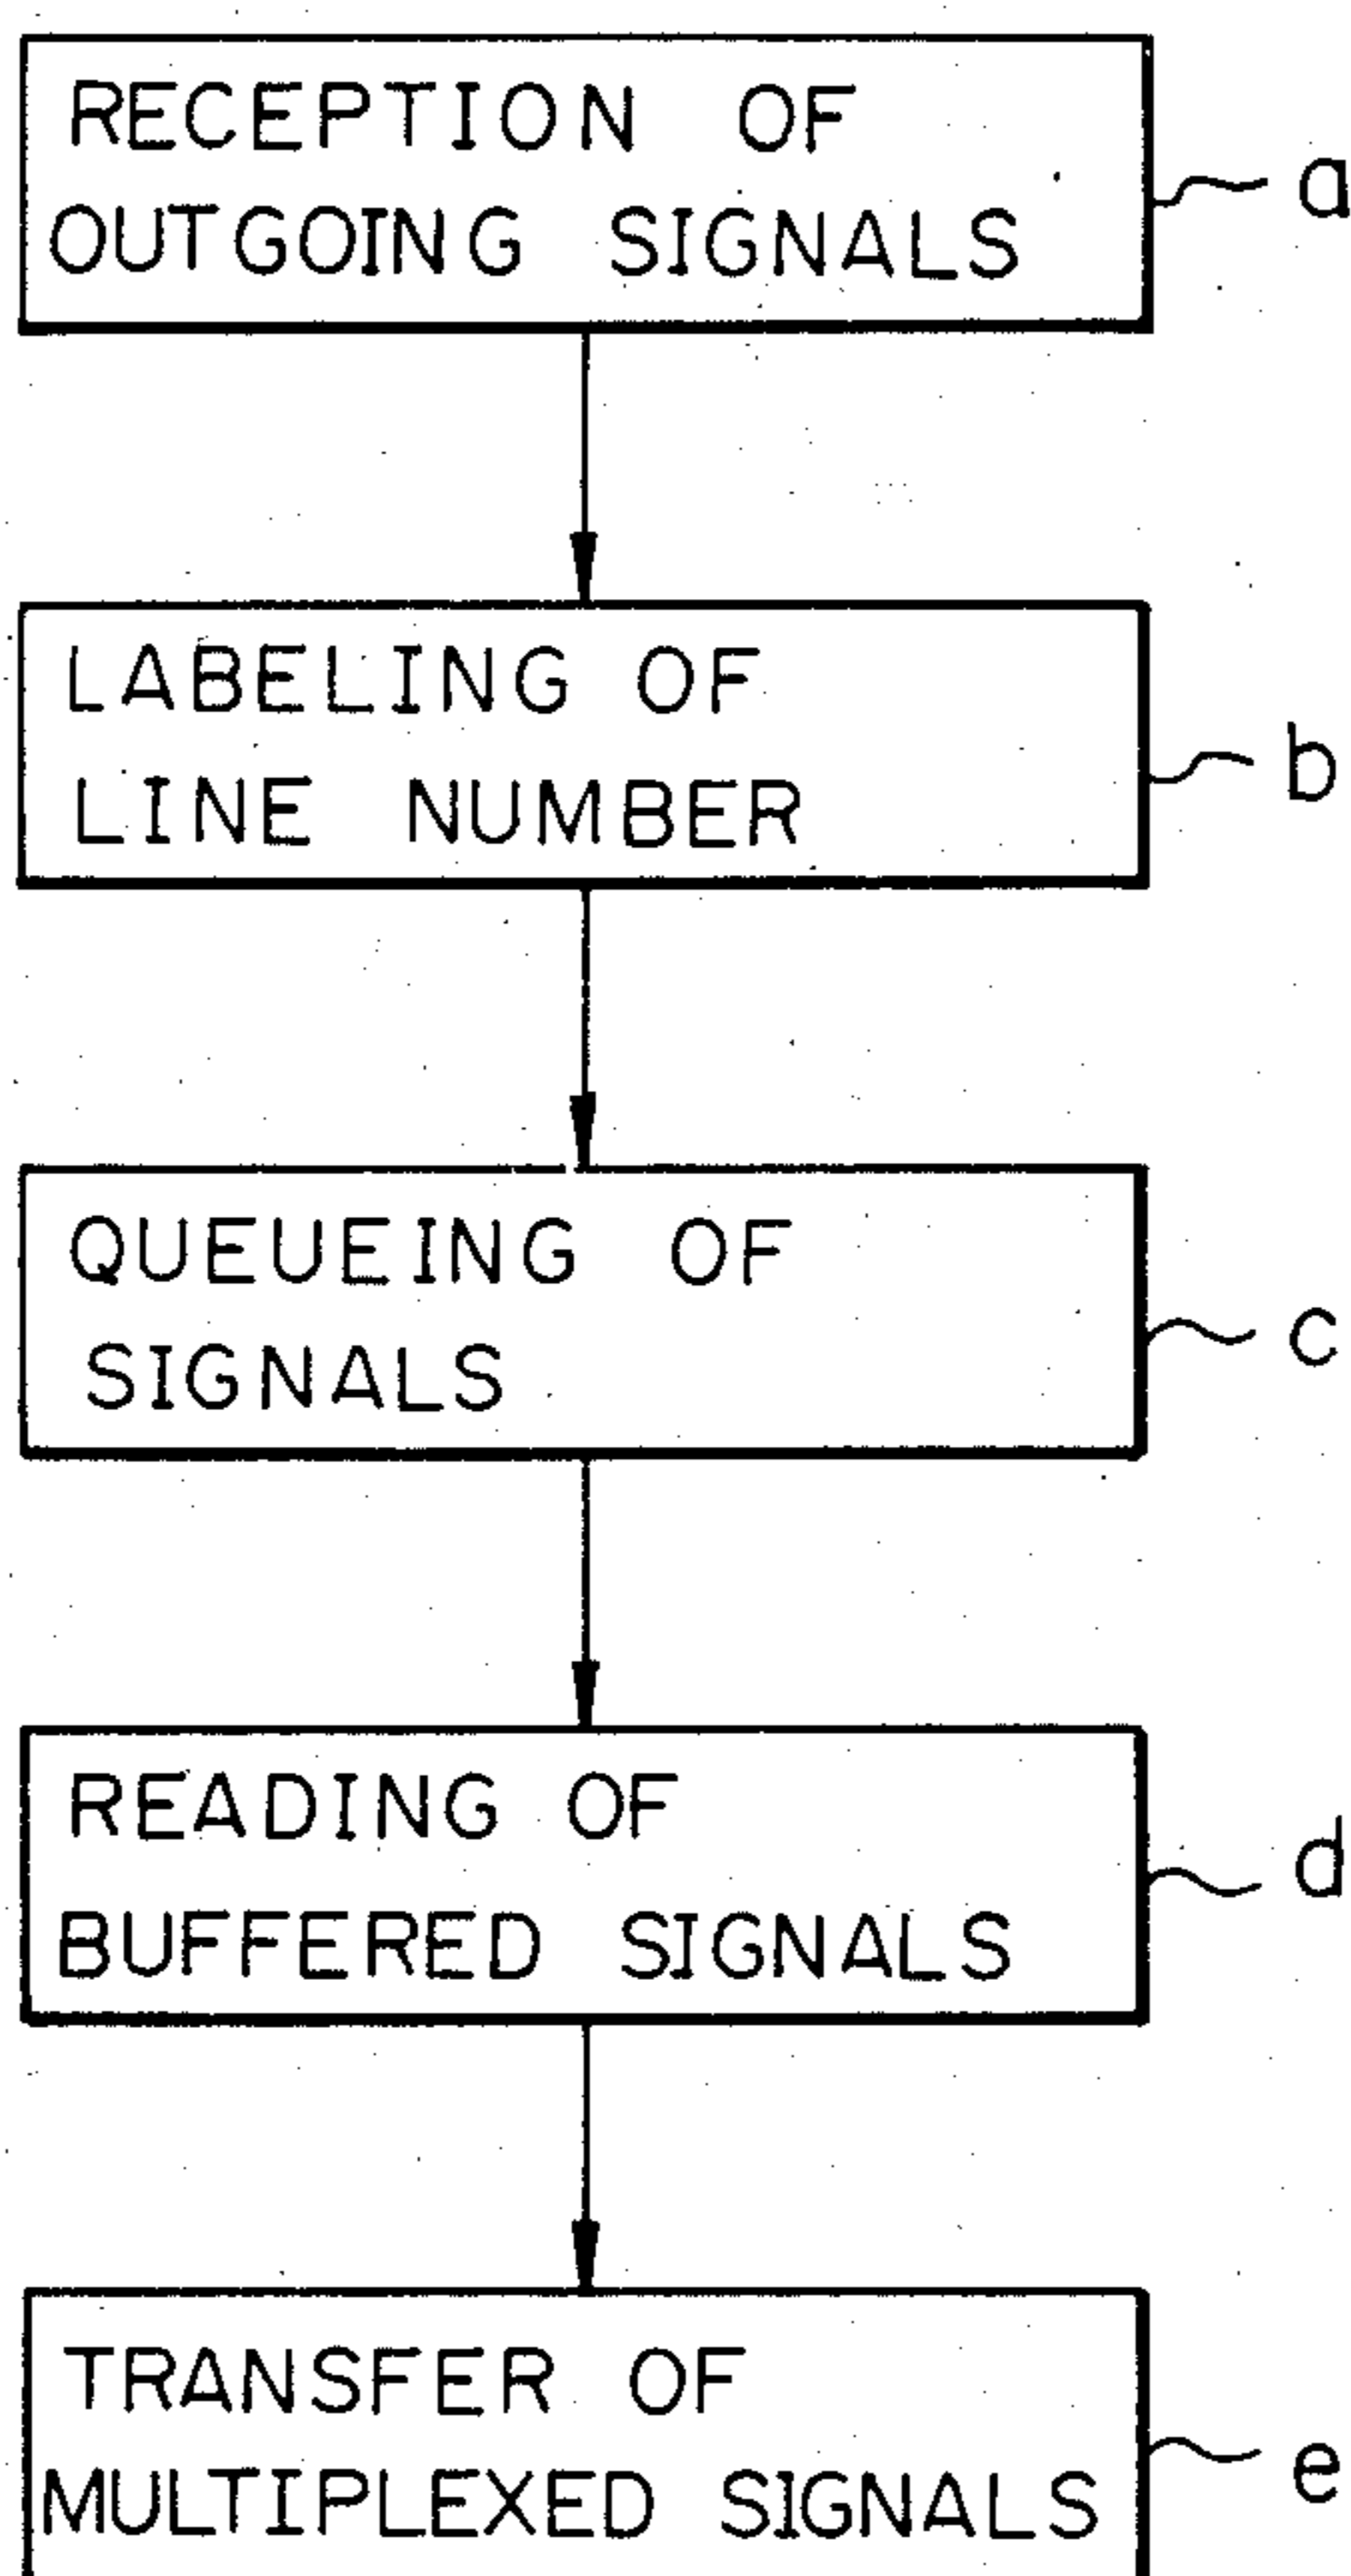 RECEPTION OF
OUTGOING SIGNALS
a
LABELING OF
LINE NUMBER
b
QUEUEING OF
SIGNALS
c
READING OF
BUFFERED SIGNALS
d
TRANSFER OF
MULTIPLEXED SIGNALS
e